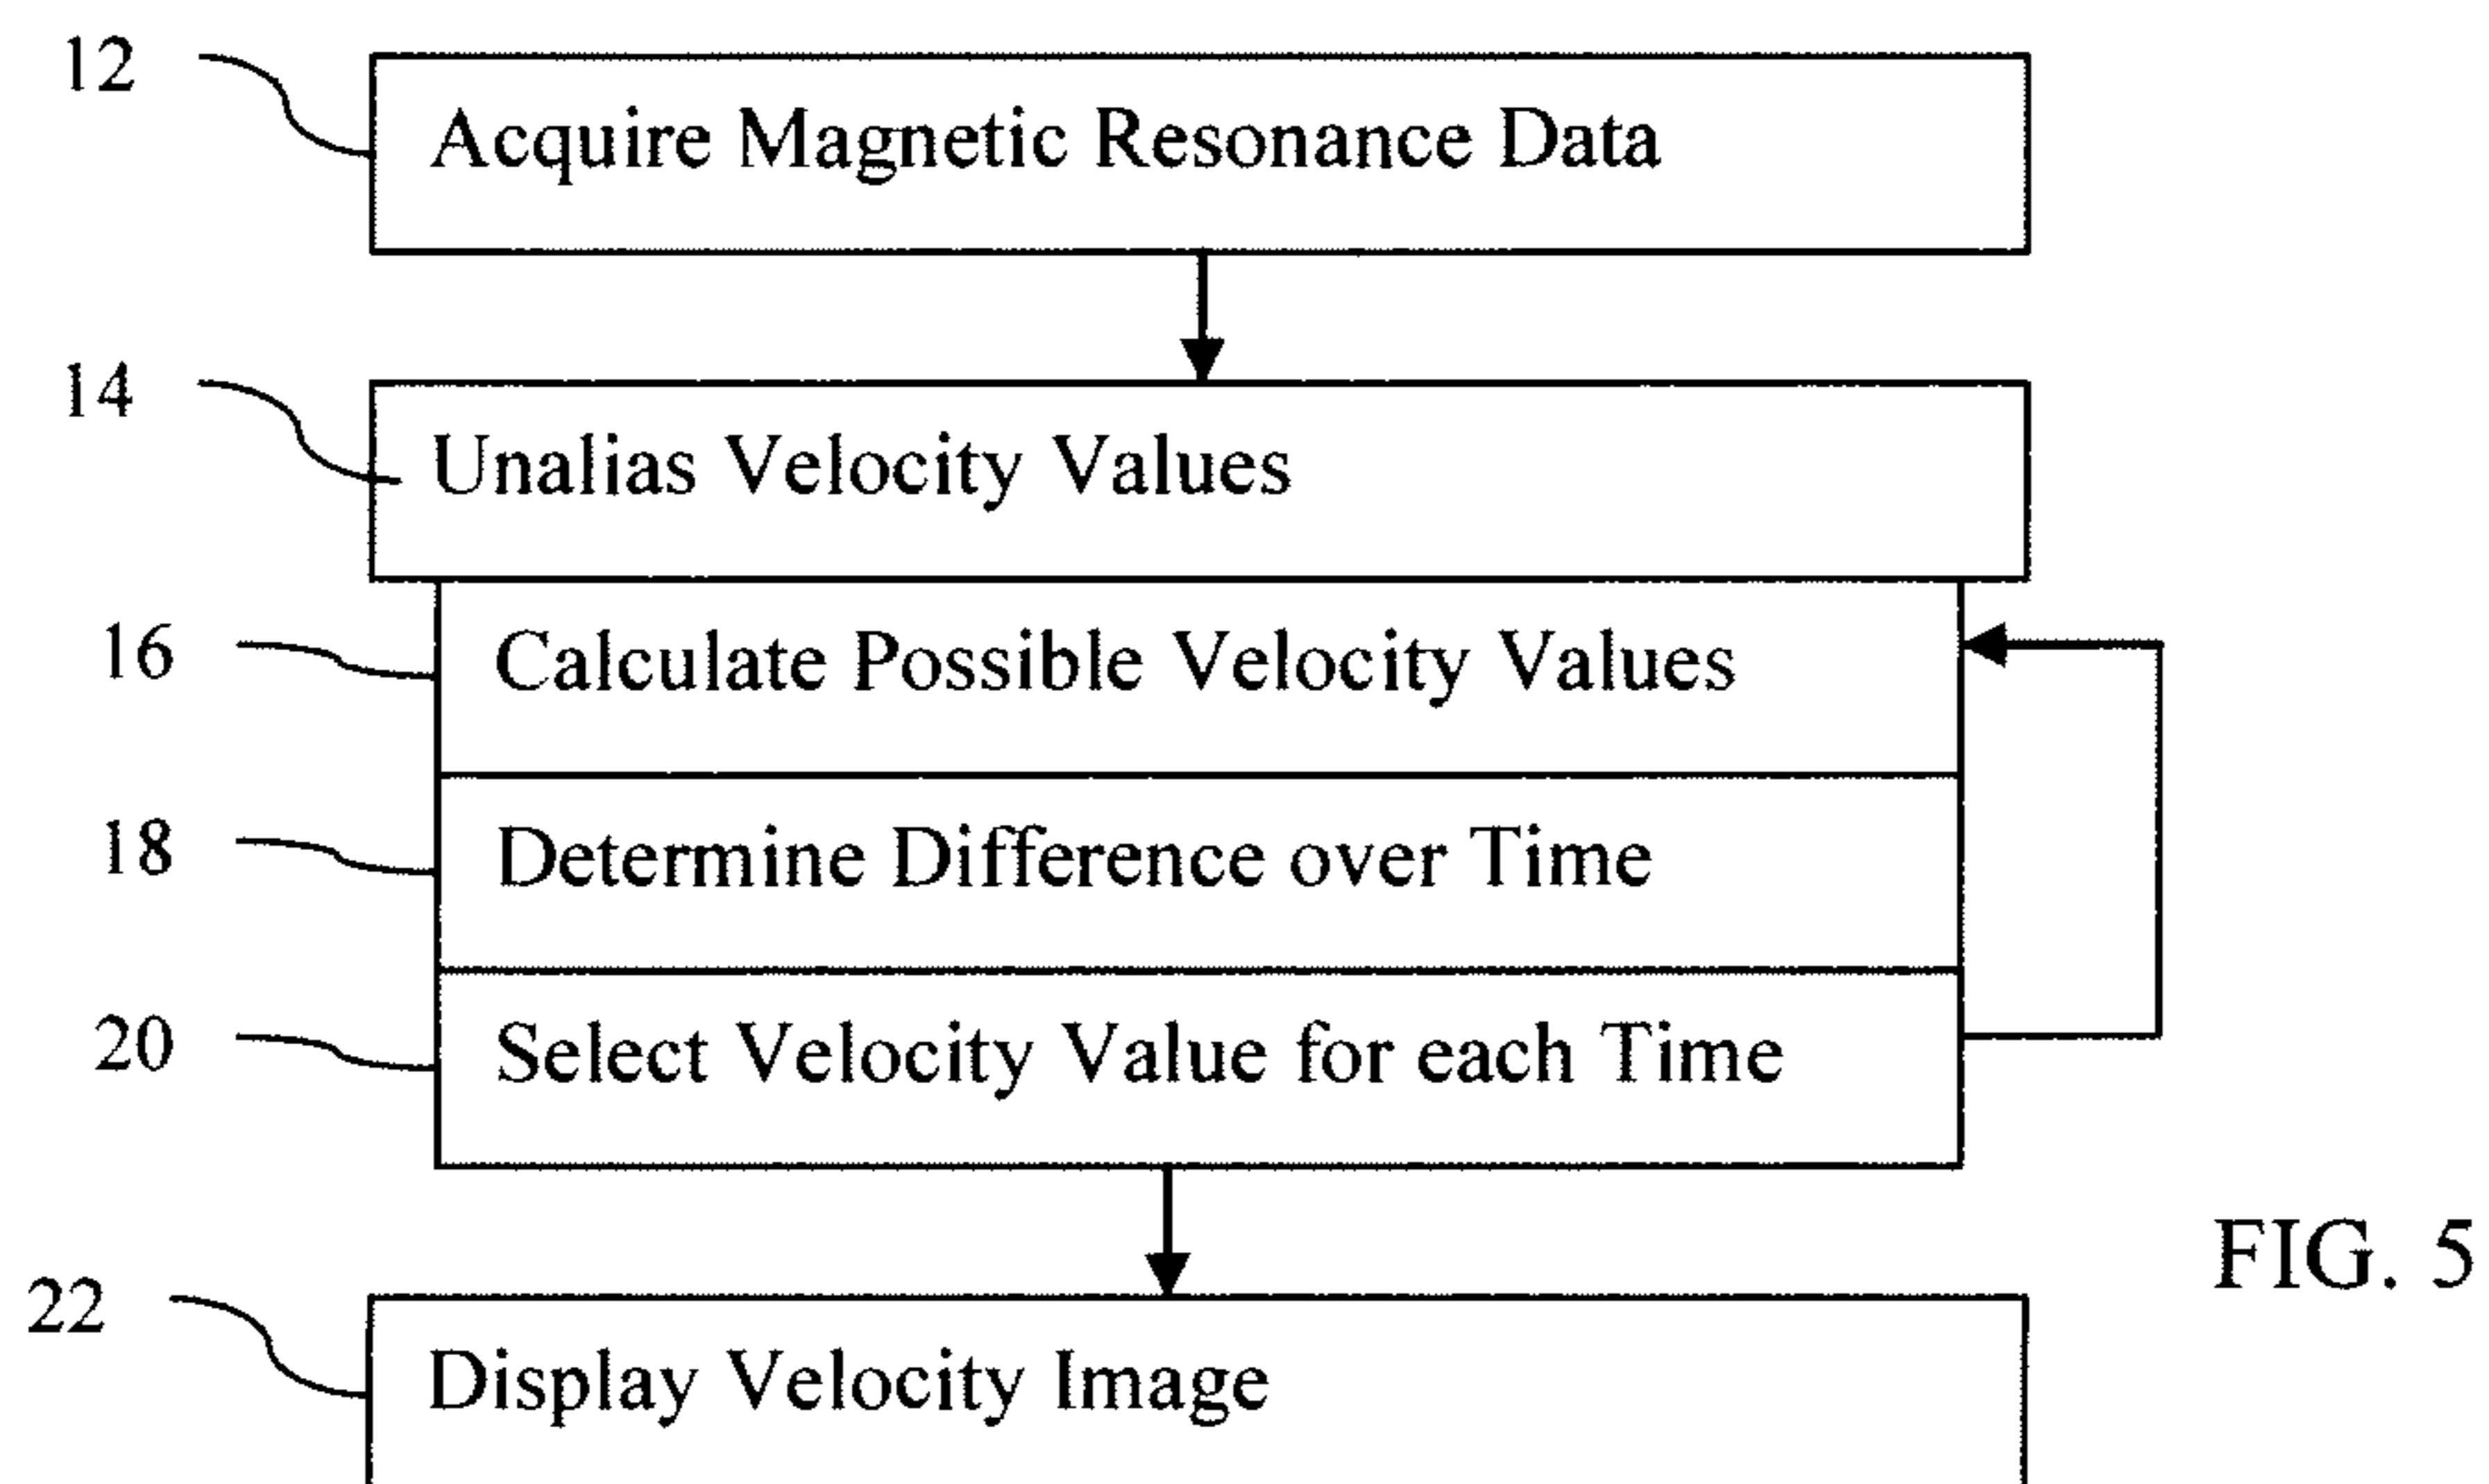 12
Acquire Magnetic Resonance Data
14
Unalias Velocity Values
16
Calculate Possible Velocity Values
18
Determine Difference over Time
20
Select Velocity Value for each Time
FIG. 5
22
Display Velocity Image